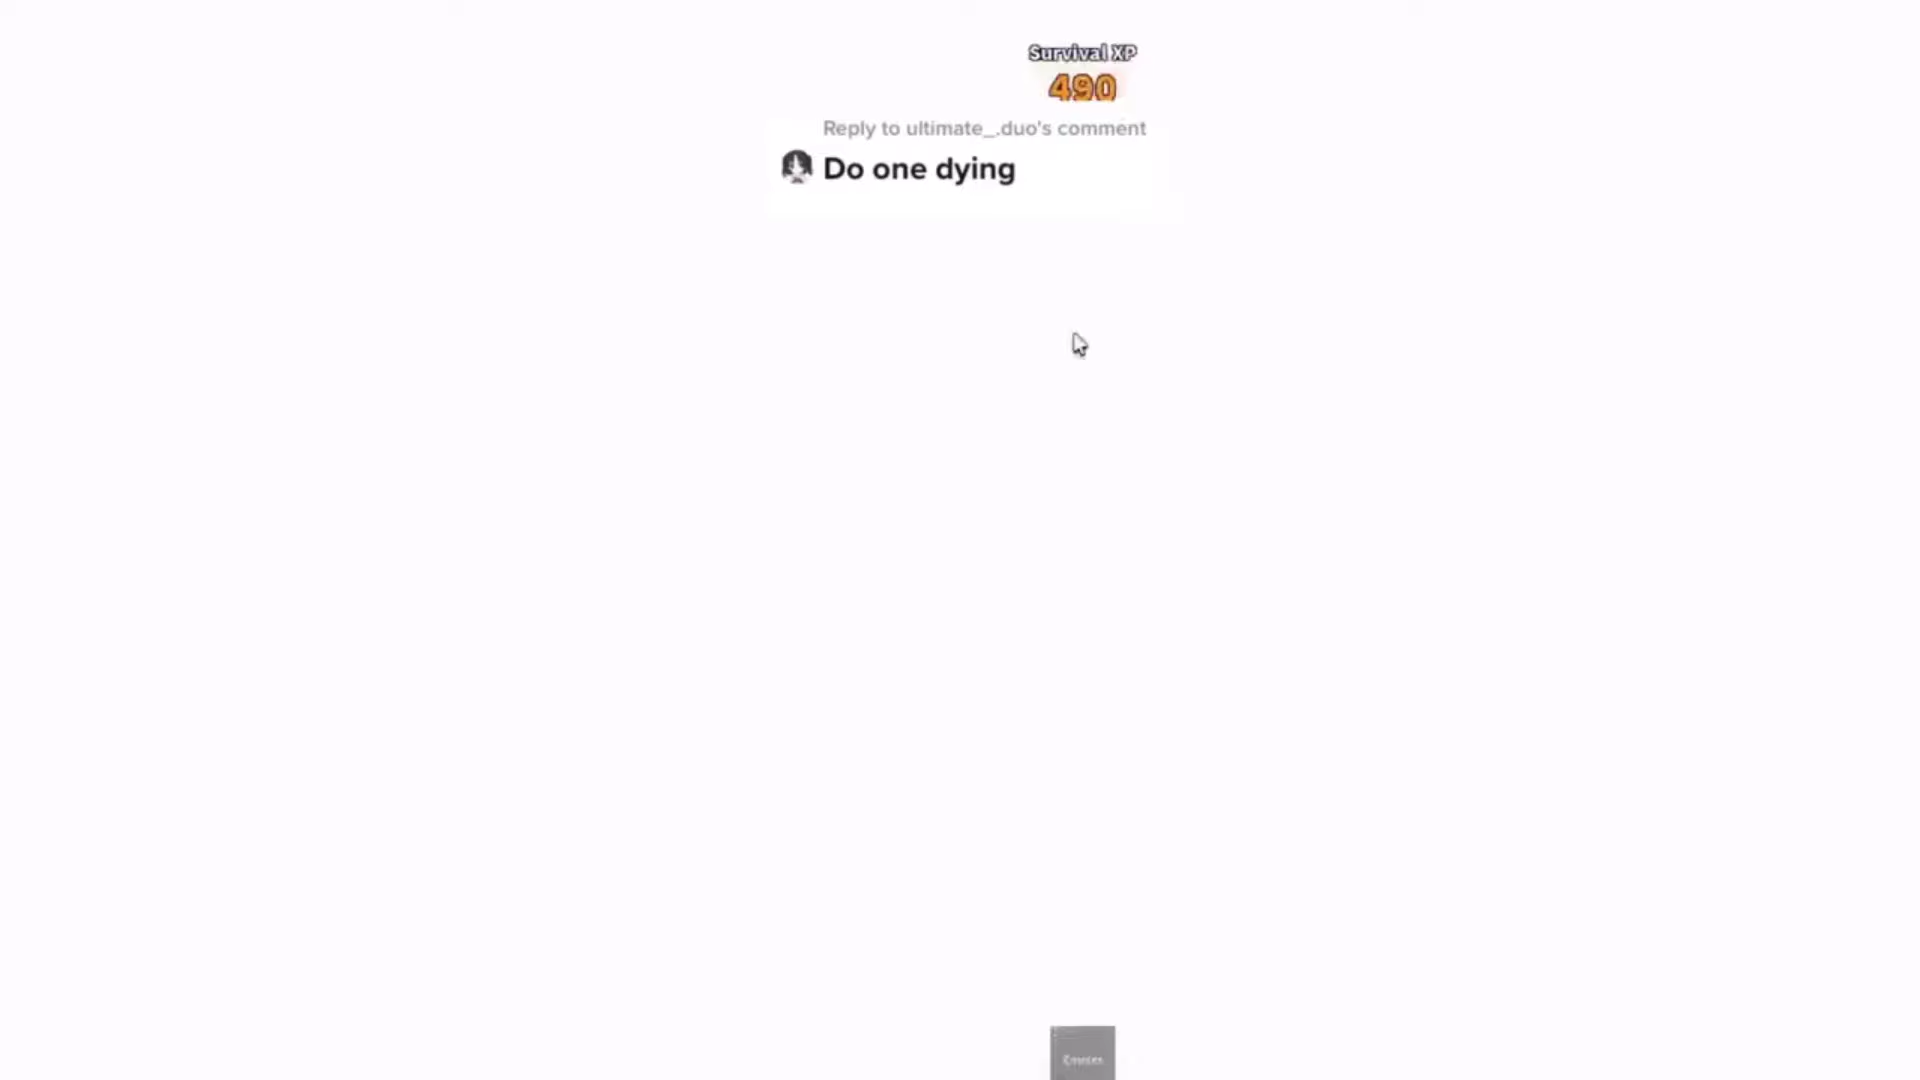 Survival XP
490
Reply to ultimate_.duo's comment
Do one dying